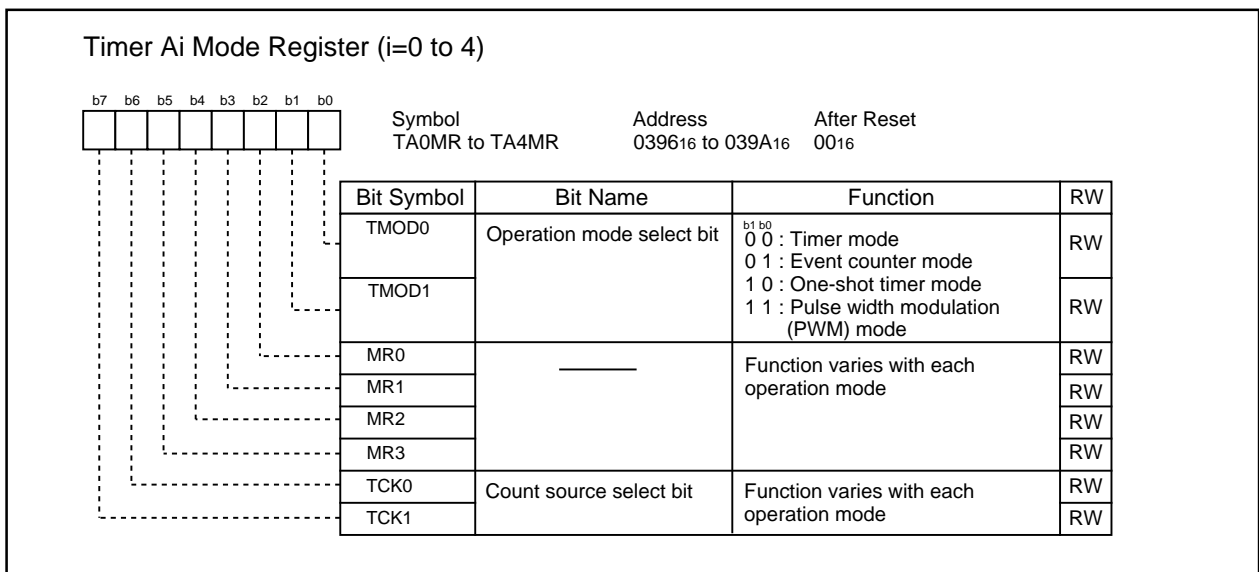 Timer Ai Mode Register (i=0 to 4)
b7 b6 b5 b4 b3 b2 b1 b0
Symbol Address After Reset
TA0MR to TA4MR 039616 to 039A16 0016
Bit Symbol Bit Name Function RW
TMOD0 Operation mode select bit b1 b0
0 0 : Timer mode RW
0 1 : Event counter mode
TMOD1 1 0 : One-shot timer mode RW
1 1 : Pulse width modulation
(PWM) mode
MR0 Function varies with each RW
MR1 operation mode RW
MR2 RW
MR3 RW
TCK0 Count source select bit Function varies with each RW
TCK1 operation mode RW